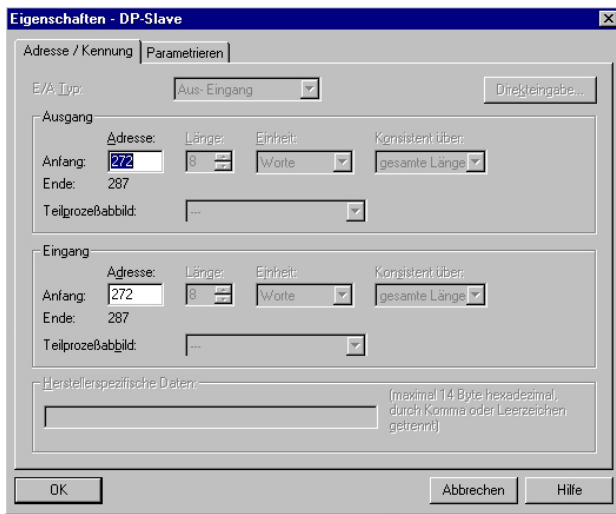 Eigenschaften - DP-Slave
Adresse / Kennung Parametrieren
E/A Typ: Aus- Eingang Direkteingabe...
Ausgang
Adresse: Länge: Einheit: Konsistent über:
Anfang: 272 8 Worte gesamte Länge
Ende: 287
Teilprozeßabbild: ---
Eingang
Adresse: Länge: Einheit: Konsistent über:
Anfang: 272 8 Worte gesamte Länge
Ende: 287
Teilprozeßabbild: ---
Herstellerspezifische Daten:
(maximal 14 Byte hexadezimal,
durch Komma oder Leerzeichen
getrennt)
OK Abbrechen Hilfe